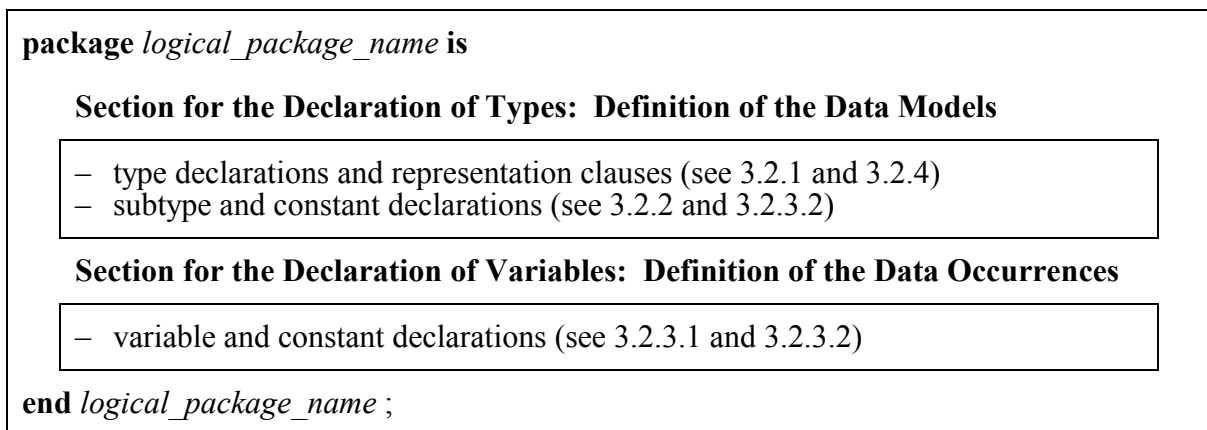 package logical_package_name is
Section for the Declaration of Types:  Definition of the Data Models
– type declarations and representation clauses (see 3.2.1 and 3.2.4)
– subtype and constant declarations (see 3.2.2 and 3.2.3.2)
Section for the Declaration of Variables:  Definition of the Data Occurrences
– variable and constant declarations (see 3.2.3.1 and 3.2.3.2)
end logical_package_name ;